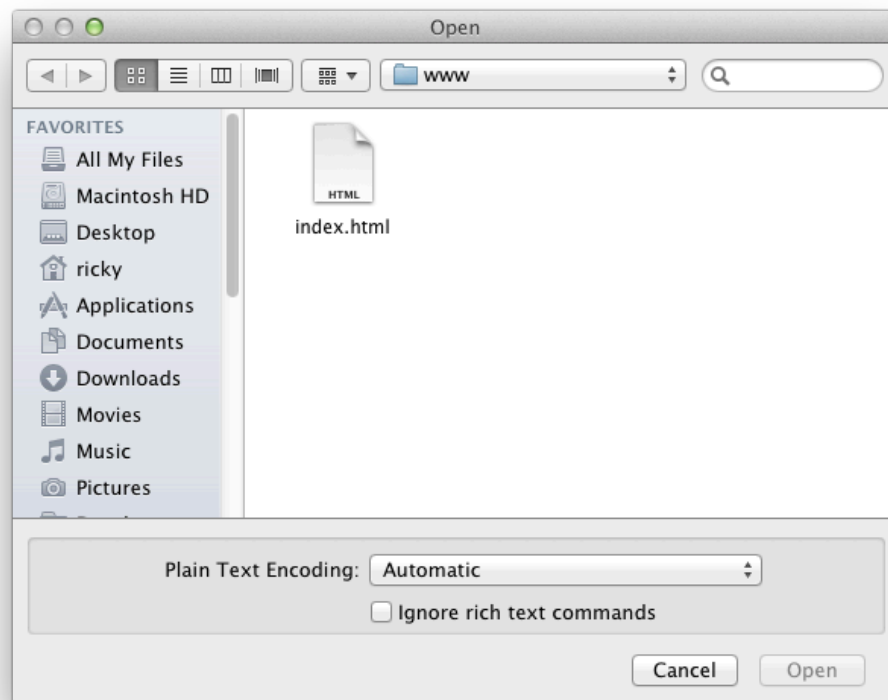 Open
www
FAVORITES
All My Files
Macintosh HD
Desktop
ricky
Applications
Documents
Downloads
Movies
Music
Pictures
HTML
index.html
Plain Text Encoding: Automatic
Ignore rich text commands
Cancel Open